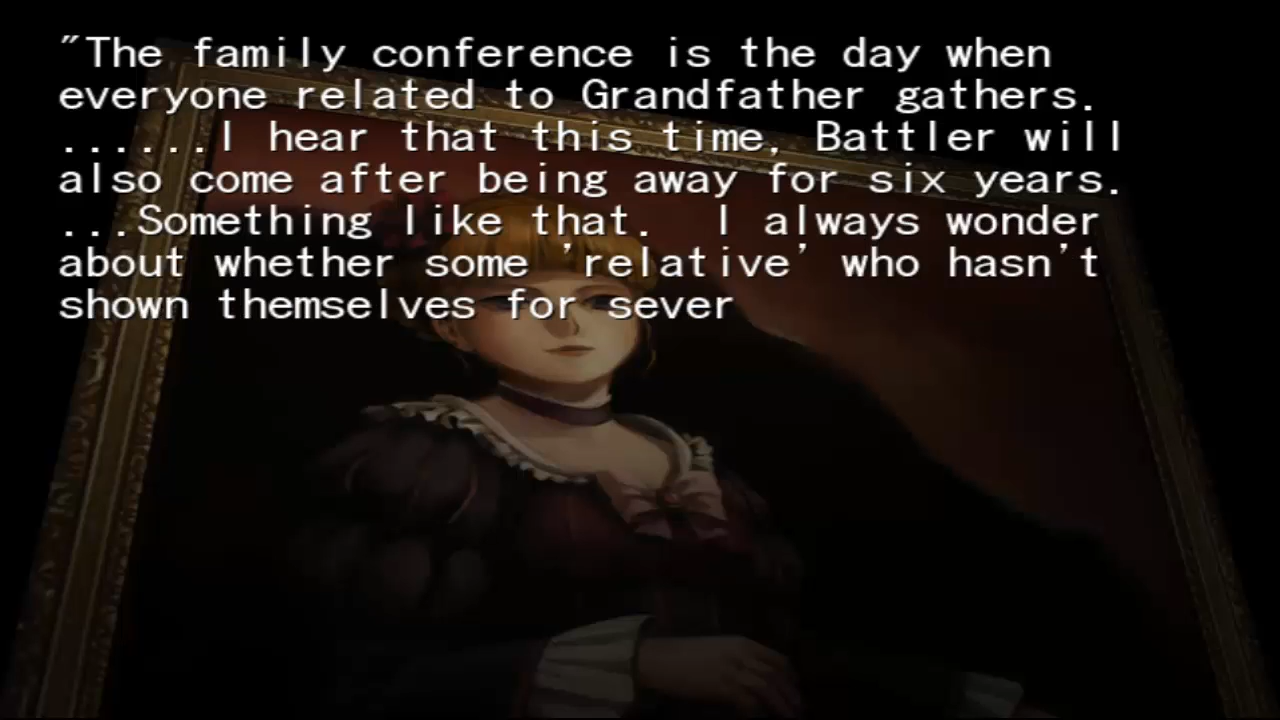 "The family conference is the day when
everyone related to Grandfather gathers.
......I hear that this time, Battler will
also come after being away for six years.
...Something like that.  I always wonder
about whether some 'relative' who hasn't
shown themselves for sever